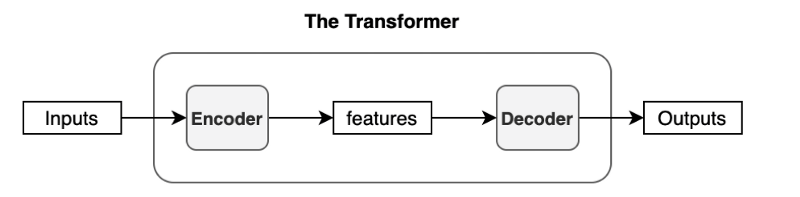 The Transformer
Inputs
Encoder
features
Decoder
Outputs